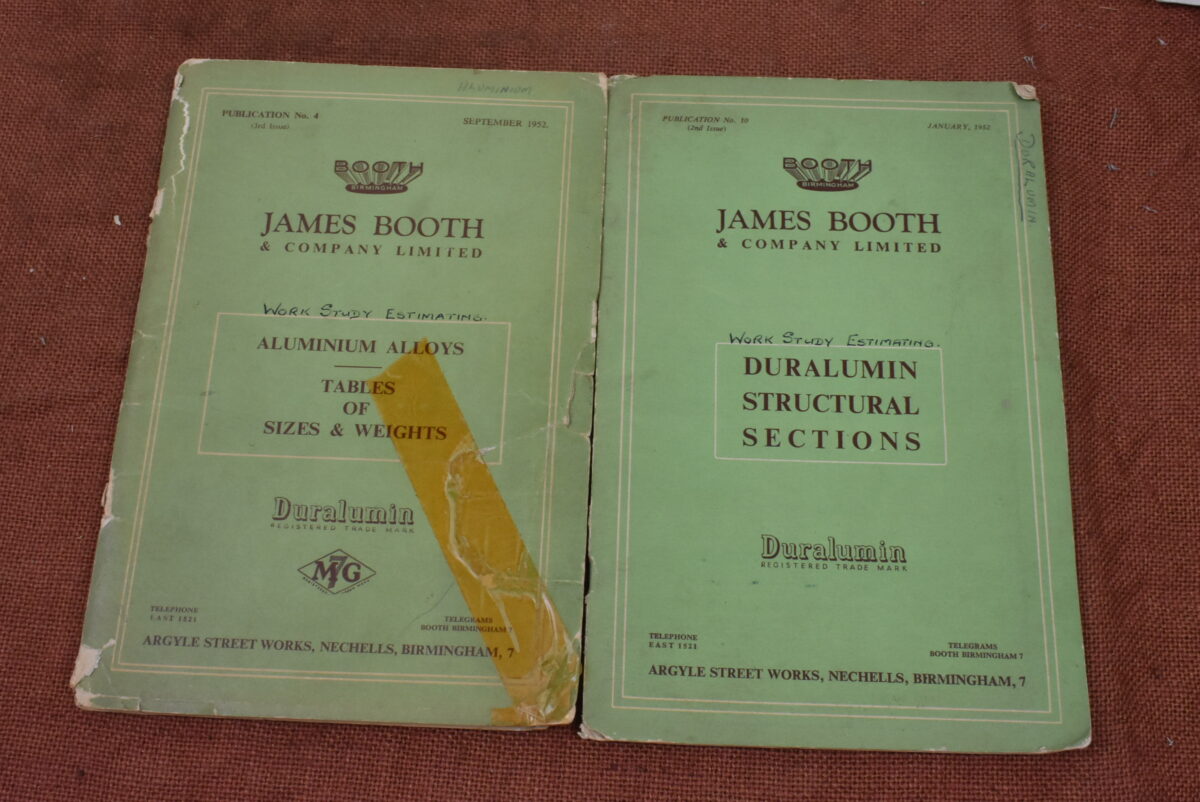 ALUMINIUM
PUBLICATION No. 4
(3rd Issue)
SEPTEMBER 1952.
BOOTH
BIRMINGHAM
JAMES BOOTH
& COMPANY LIMITED
WORK STUDY ESTIMATING.
ALUMINIUM ALLOYS
TABLES
OF
SIZES & WEIGHTS
Duralumin
REGISTERED TRADE MARK
M7G
TELEPHONE
EAST 1521
TELEGRAMS
BOOTH BIRMINGHAM 7
ARGYLE STREET WORKS, NECHELLS, BIRMINGHAM, 7
PUBLICATION No. 10
(2nd Issue)
JANUARY, 1952
DURALUMIN
BOOTH
BIRMINGHAM
JAMES BOOTH
& COMPANY LIMITED
WORK STUDY ESTIMATING.
DURALUMIN
STRUCTURAL
SECTIONS
Duralumin
REGISTERED TRADE MARK
TELEPHONE
EAST 1521
TELEGRAMS
BOOTH BIRMINGHAM 7
ARGYLE STREET WORKS, NECHELLS, BIRMINGHAM, 7